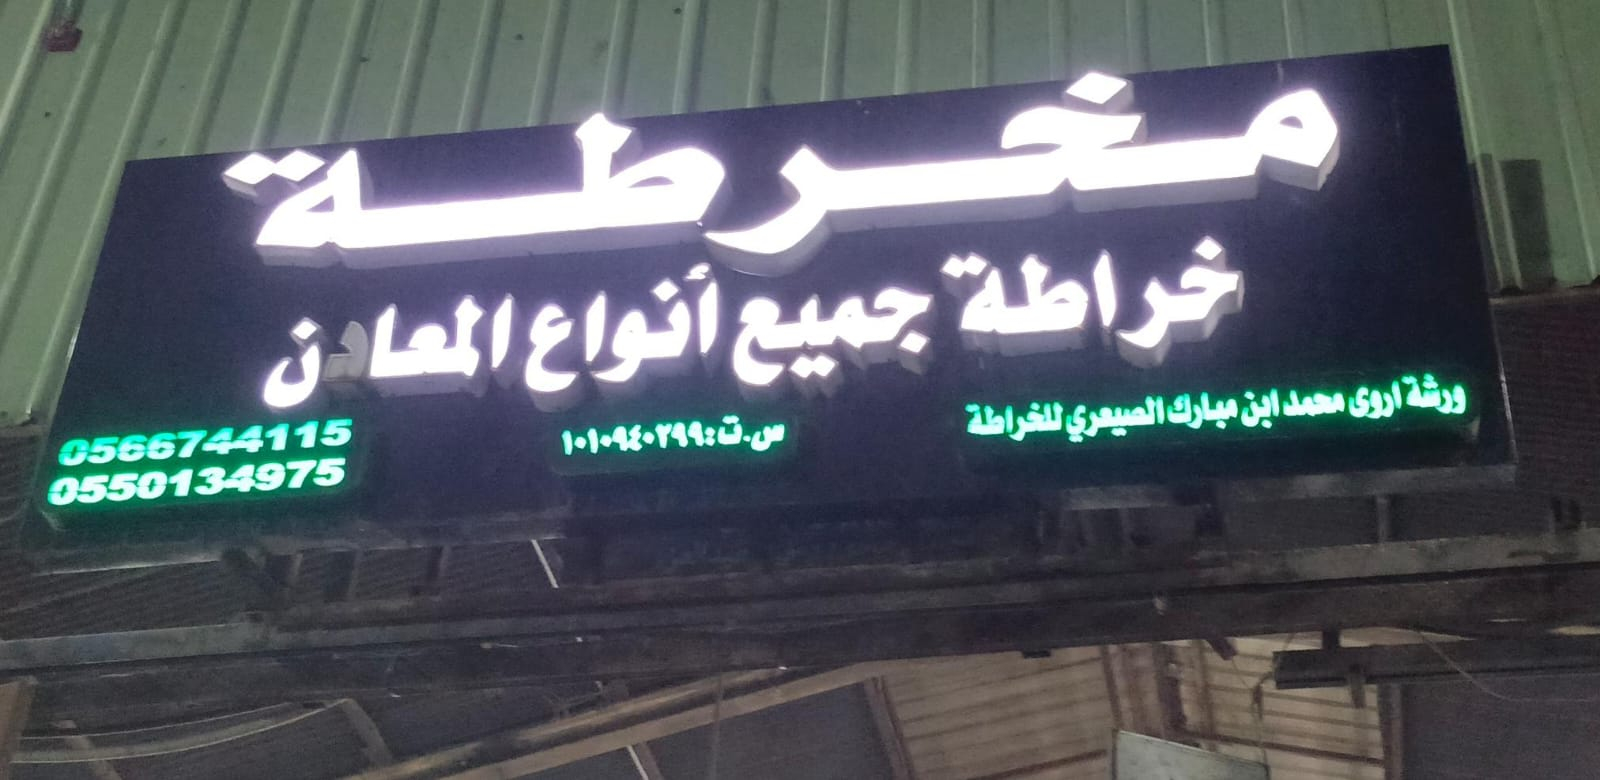 مخرطة
خراطة جميع أنواع المعادن
ورشة اروى محمد ابن مبارك الصيعري للخراطة
س.ت:١٠١٠٩٤٠٢٩٩
0566744115
0550134975